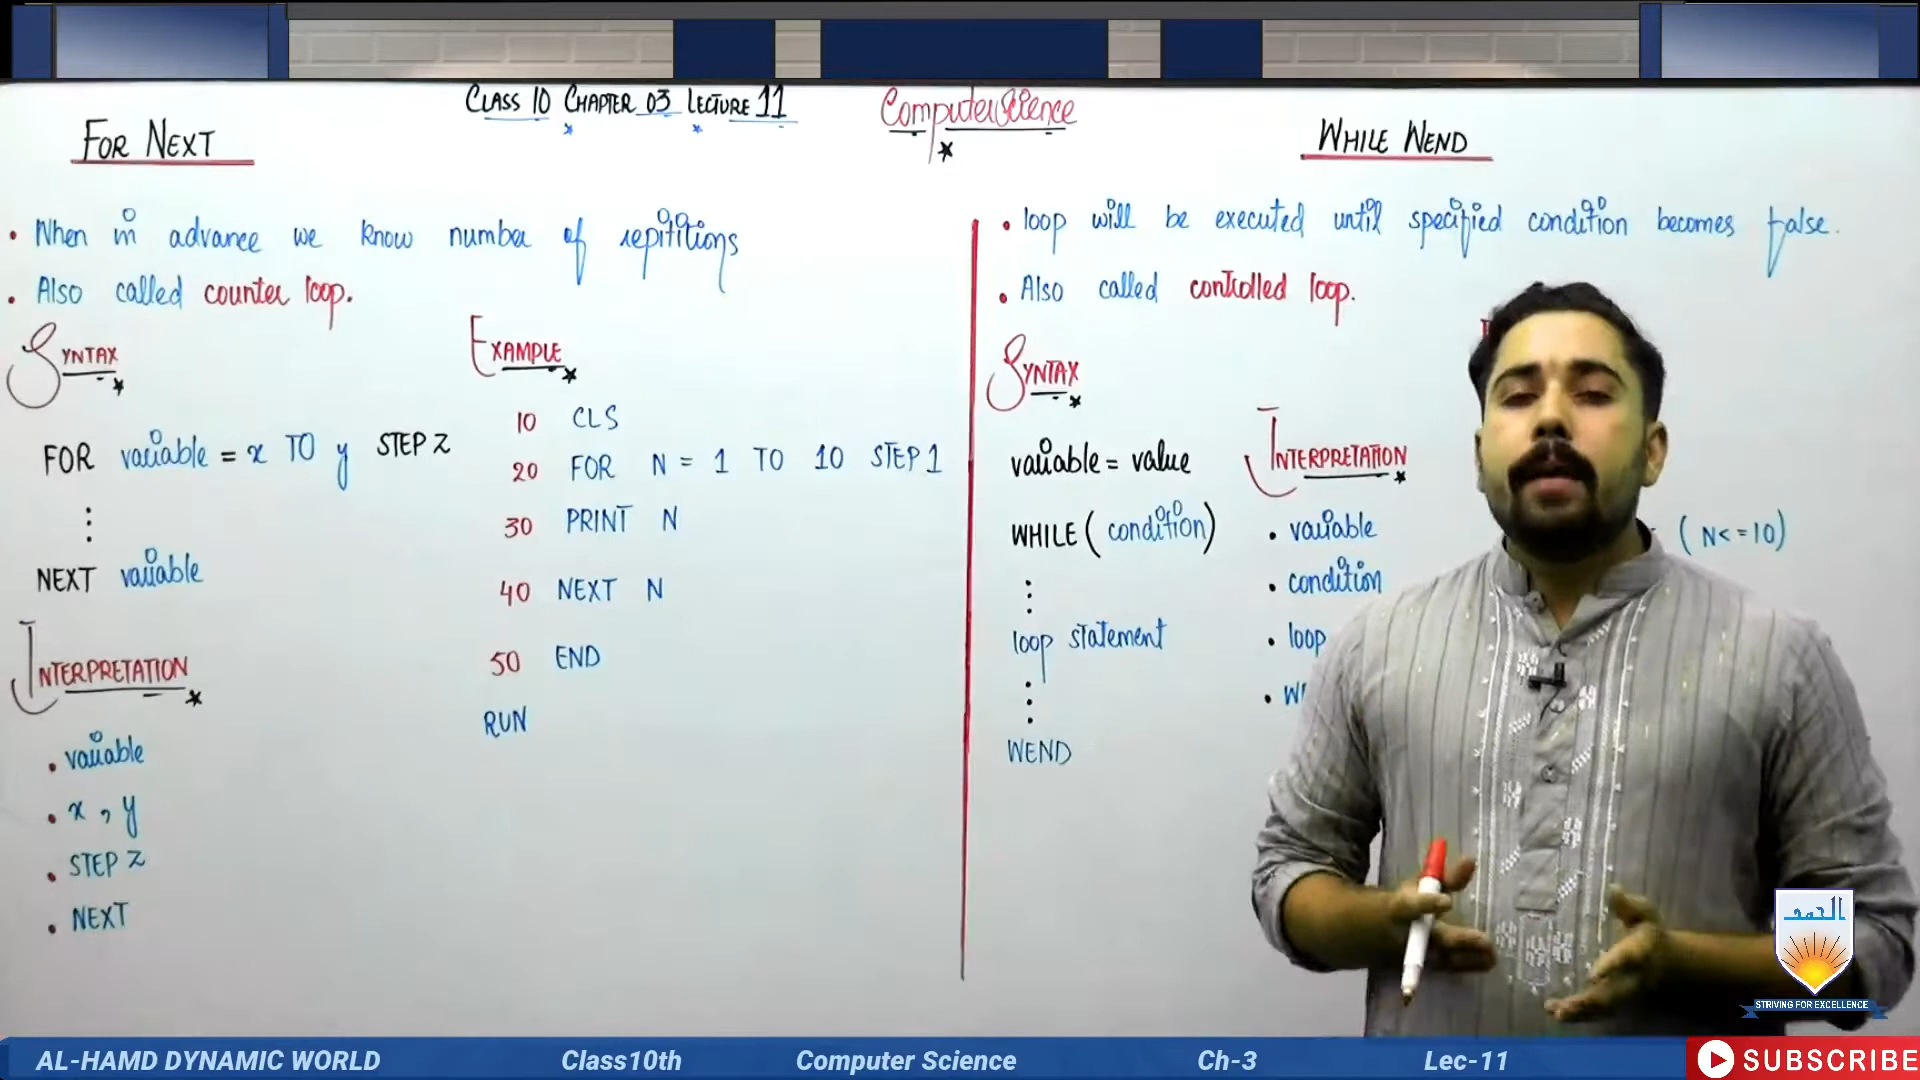 CLASS 10 CHAPTER 03 LECTURE 11
Computer Science
FOR NEXT
• When in advance we know number of repititions
• Also called counter loop.
SYNTAX
FOR variable = x TO y STEP Z
NEXT variable
INTERPRETATION
• variable
• x , y
• STEP Z
• NEXT
EXAMPLE
10 CLS
20 FOR N = 1 TO 10 STEP 1
30 PRINT N
40 NEXT N
50 END
RUN
WHILE WEND
• loop will be executed until specified condition becomes false.
• Also called controlled loop.
SYNTAX
variable = value
WHILE ( condition )
loop statement
WEND
INTERPRETATION
• variable
• condition
• loop
( N<=10 )
الحمد
STRIVING FOR EXCELLENCE
AL-HAMD DYNAMIC WORLD Class10th Computer Science Ch-3 Lec-11 SUBSCRIBE